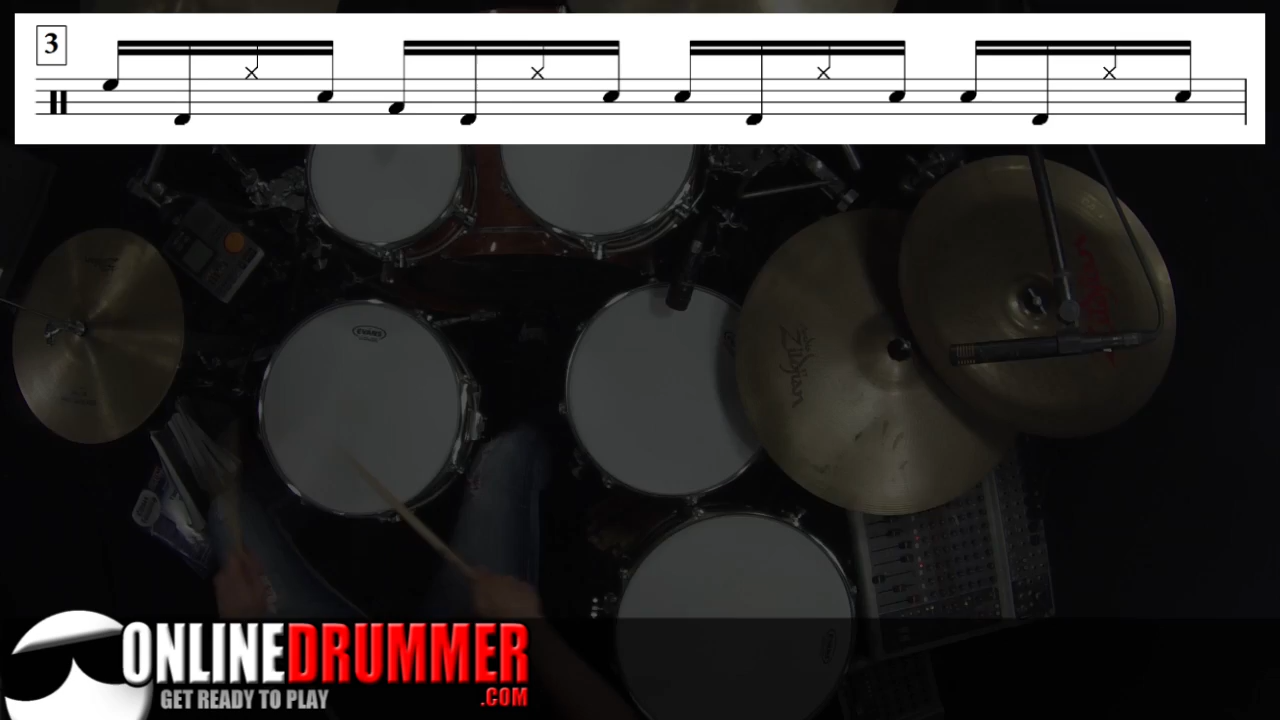 3
EVANS
Zildjian
ONLINEDRUMMER
.COM
GET READY TO PLAY